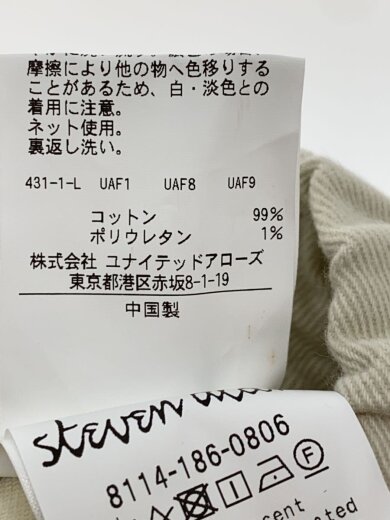 摩擦により他の物へ色移りする
ことがあるため、白・淡色との
着用に注意。
ネット使用。
裏返し洗い。
431-1-L UAF1 UAF8 UAF9
コットン 99%
ポリウレタン 1%
株式会社 ユナイテッドアローズ
東京都港区赤坂8-1-19
中国製
steven
8114-186-0806